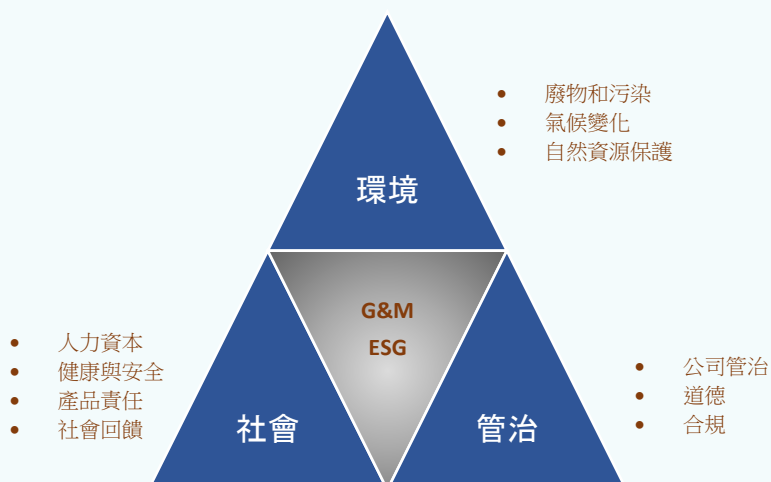 環境
• 廢物和污染
• 氣候變化
• 自然資源保護
G&M
ESG
• 人力資本
• 健康與安全
• 產品責任
• 社會回饋
社會
管治
• 公司管治
• 道德
• 合規